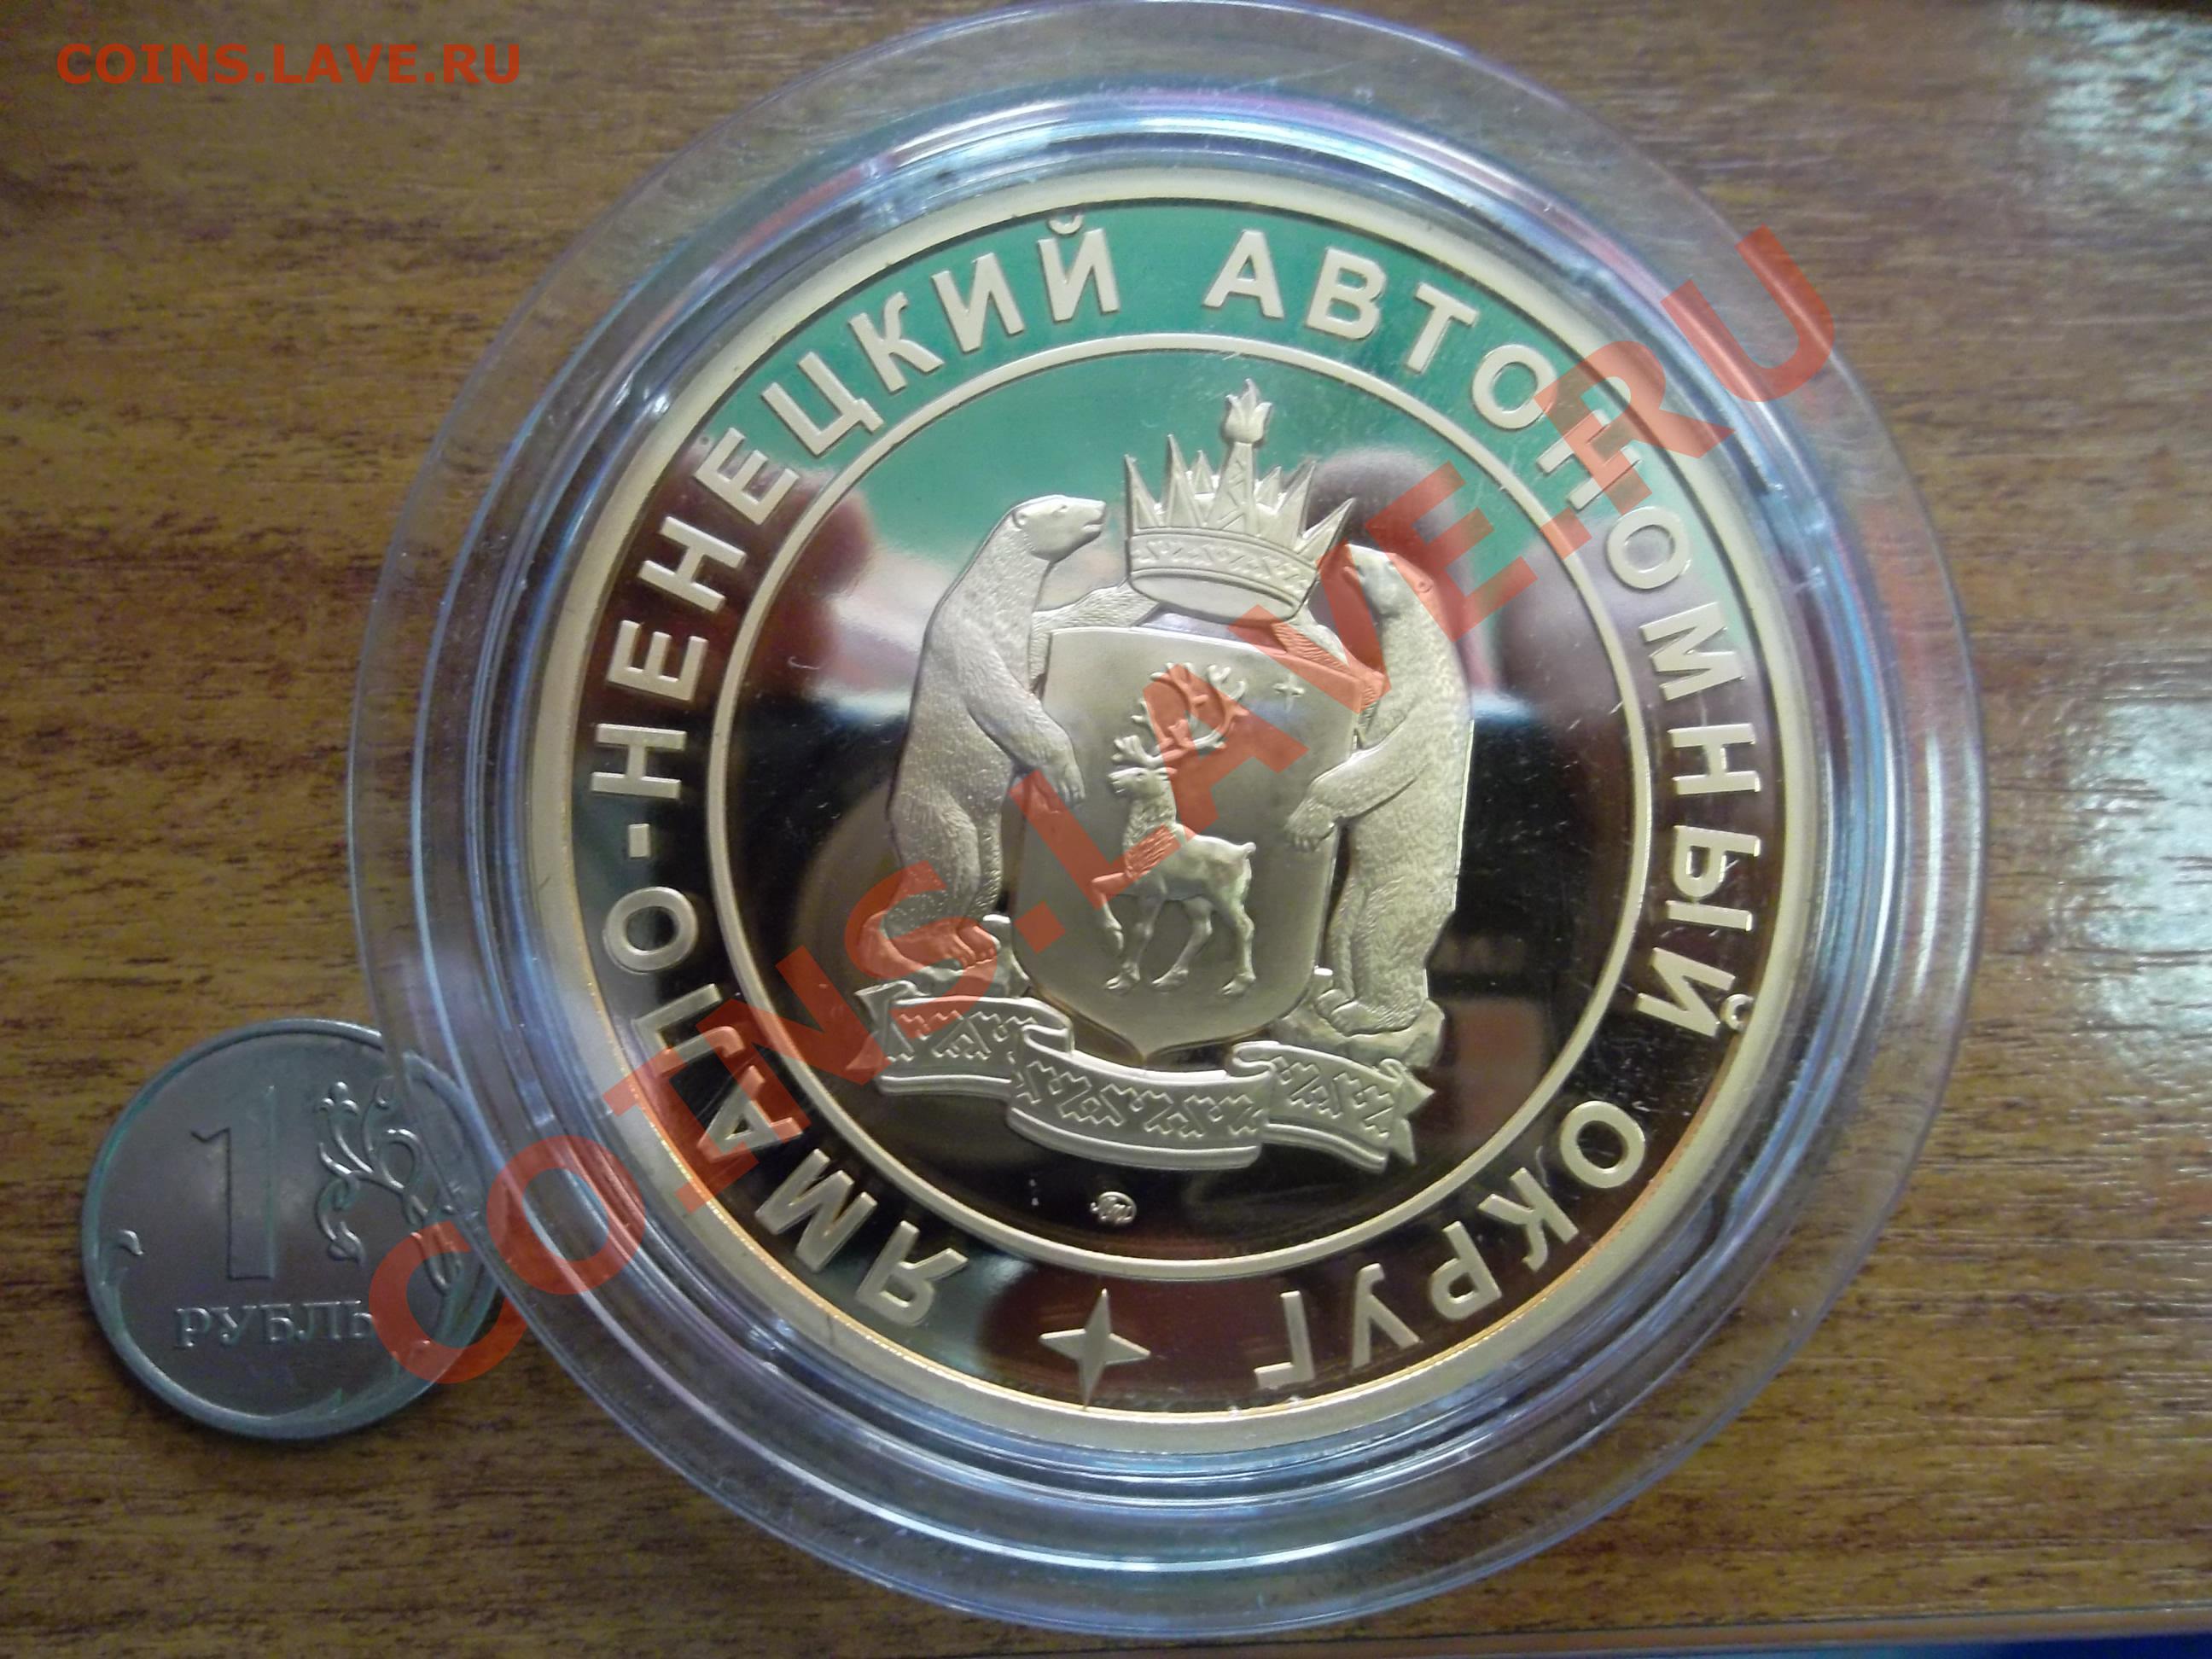 COINS.LAVE.RU
ЯМАЛО-НЕНЕЦКИЙ АВТОНОМНЫЙ ОКРУГ
1
РУБЛЬ
COINS.LAVE.RU